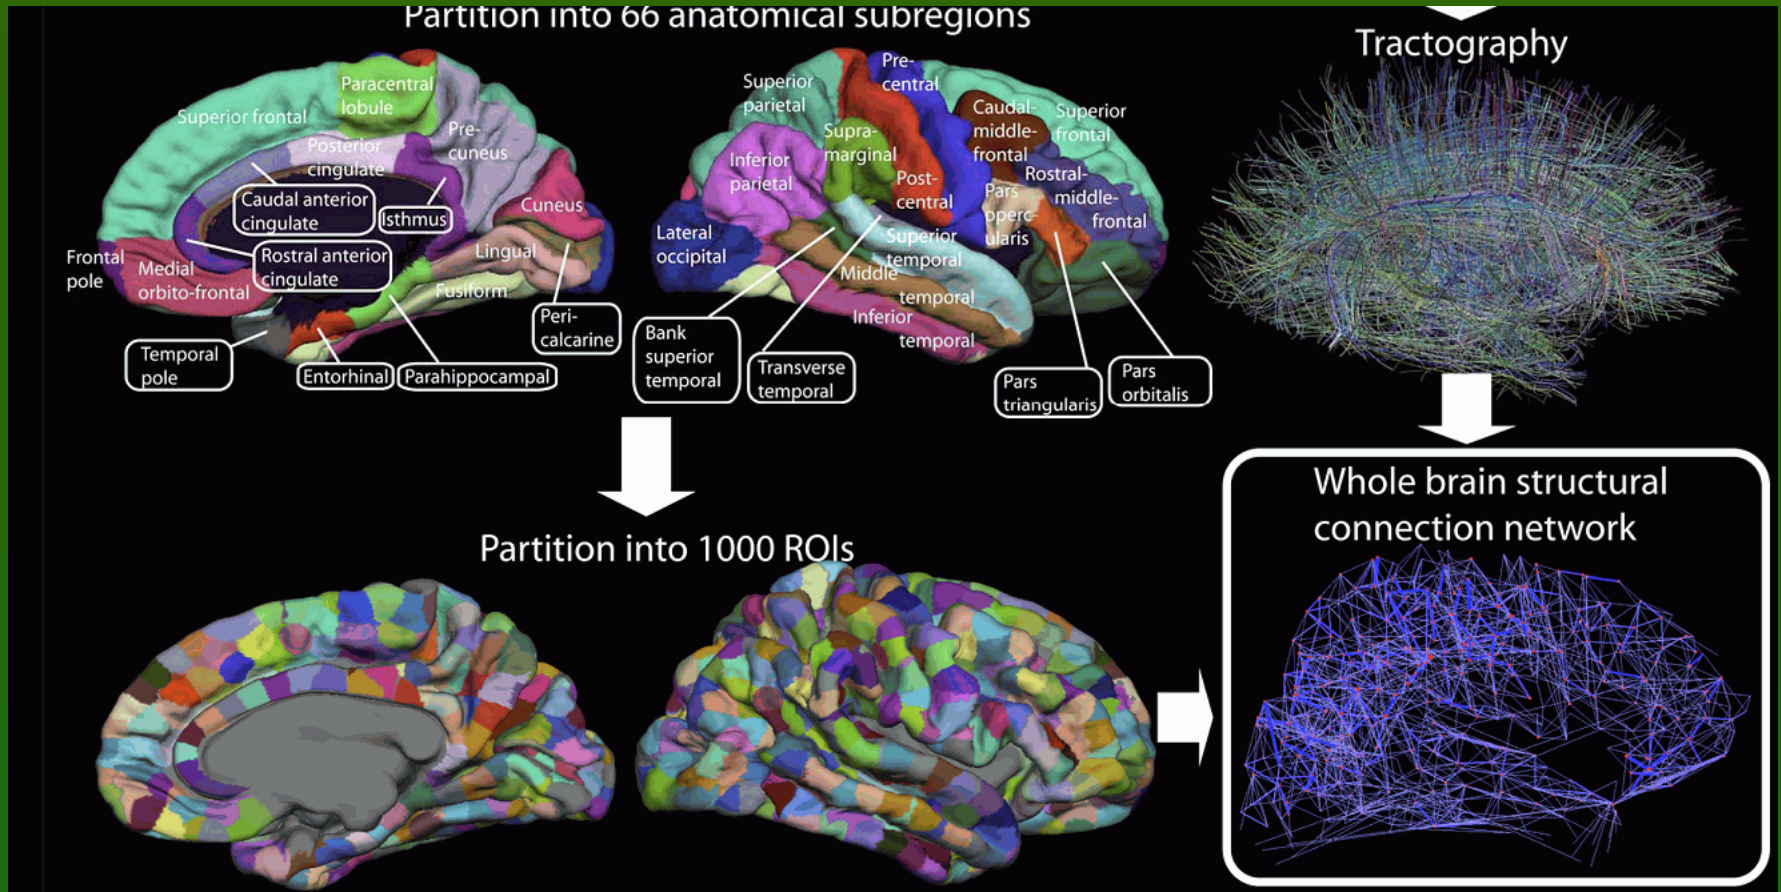 Partition into 66 anatomical subregions
Paracentral
lobule
Superior frontal
Pre-
cuneus
Posterior
cingulate
Caudal anterior
cingulate
Isthmus
Cuneus
Rostral anterior
cingulate
Lingual
Frontal
pole
Medial
orbito-frontal
Fusiform
Peri-
calcarine
Temporal
pole
Entorhinal
Parahippocampal
Superior
parietal
Pre-
central
Caudal-
middle-
frontal
Superior
frontal
Supra-
marginal
Inferior
parietal
Post-
central
Rostral-
middle-
frontal
Pars
operc-
ularis
Lateral
occipital
Superior
temporal
Middle
temporal
Inferior
temporal
Bank
superior
temporal
Transverse
temporal
Pars
triangularis
Pars
orbitalis
Tractography
Partition into 1000 ROIs
Whole brain structural
connection network